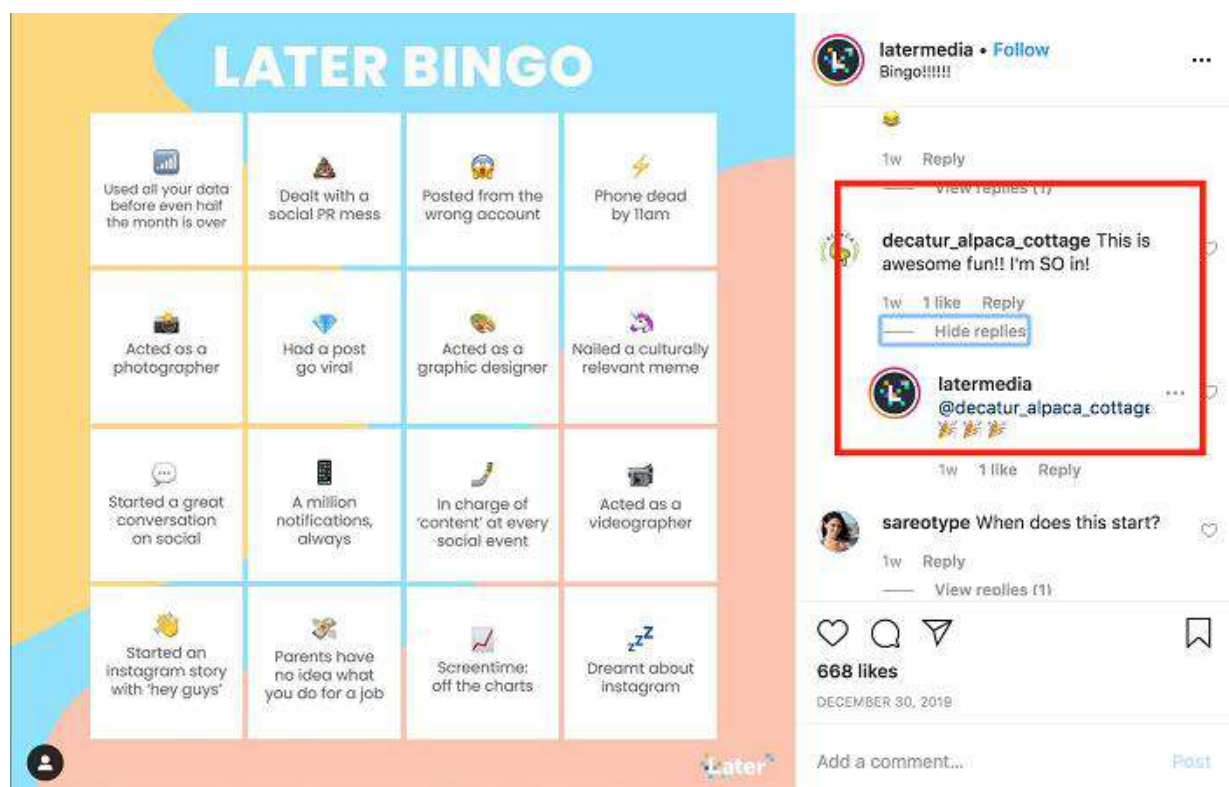 LATER BINGO
Used all your data
before even half
the month is over
Dealt with a
social PR mess
Posted from the
wrong account
Phone dead
by 11am
Acted as a
photographer
Had a post
go viral
Acted as a
graphic designer
Nailed a culturally
relevant meme
Started a great
conversation
on social
A million
notifications,
always
In charge of
'content' at every
social event
Acted as a
videographer
Started an
instagram story
with 'hey guys'
Parents have
no idea what
you do for a job
Screentime:
off the charts
Dreamt about
instagram
Later
latermedia • Follow
Bingo!!!!!!
1w Reply
View replies (1)
decatur_alpaca_cottage This is
awesome fun!! I'm SO in!
1w 1 like Reply
Hide replies
latermedia
@decatur_alpaca_cottage
1w 1 like Reply
sareotype When does this start?
1w Reply
View replies (1)
668 likes
DECEMBER 30, 2019
Add a comment... Post